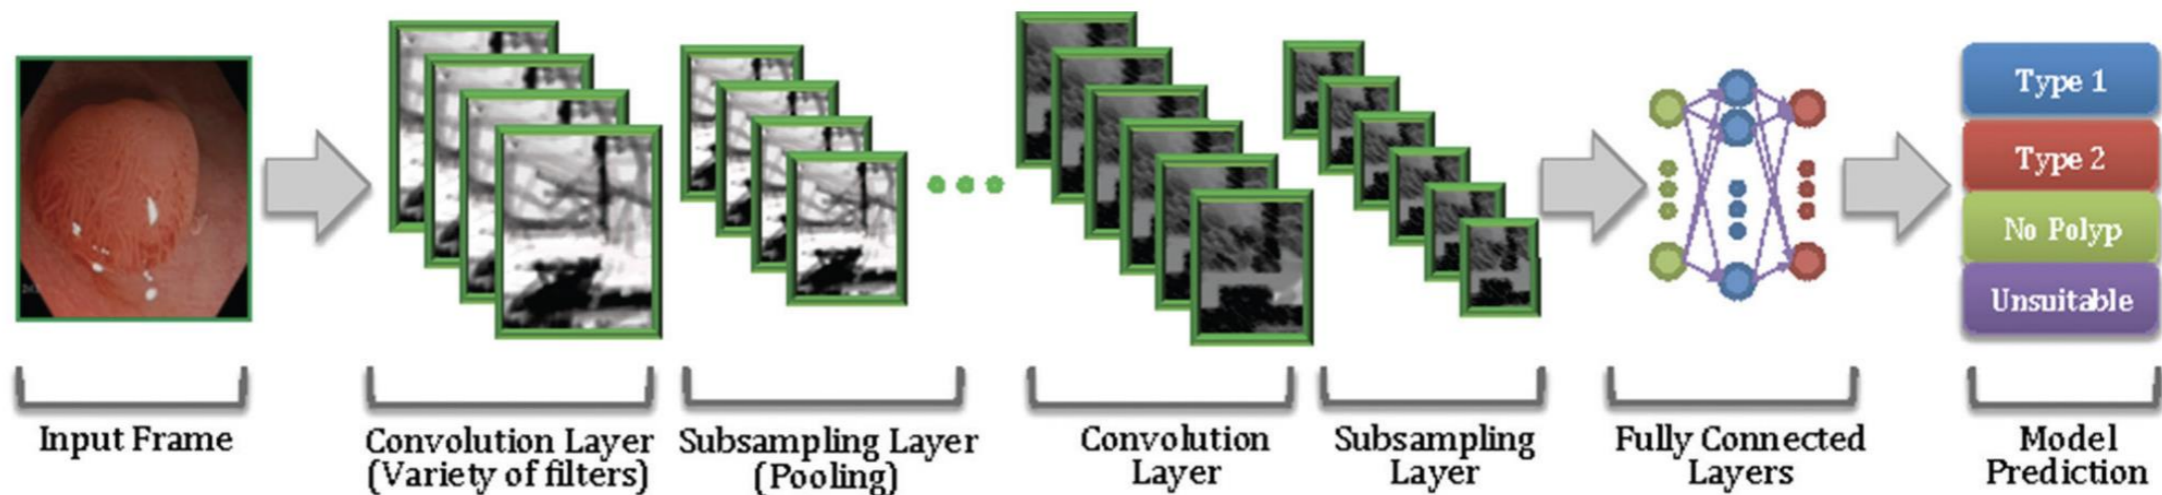 Type 1
Type 2
No Polyp
Unsuitable
Input Frame
Convolution Layer
(Variety of filters)
Subsampling Layer
(Pooling)
Convolution
Layer
Subsampling
Layer
Fully Connected
Layers
Model
Prediction